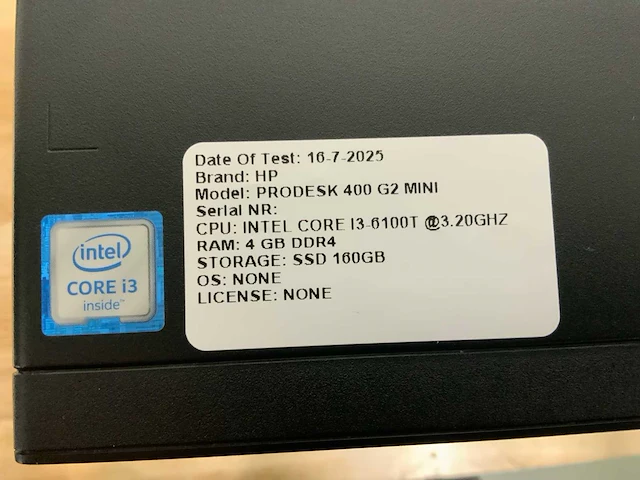 Date Of Test: 16-7-2025
Brand: HP
Model: PRODESK 400 G2 MINI
Serial NR:
CPU: INTEL CORE I3-6100T @3.20GHZ
RAM: 4 GB DDR4
STORAGE: SSD 160GB
OS: NONE
LICENSE: NONE
intel
CORE i3
inside™